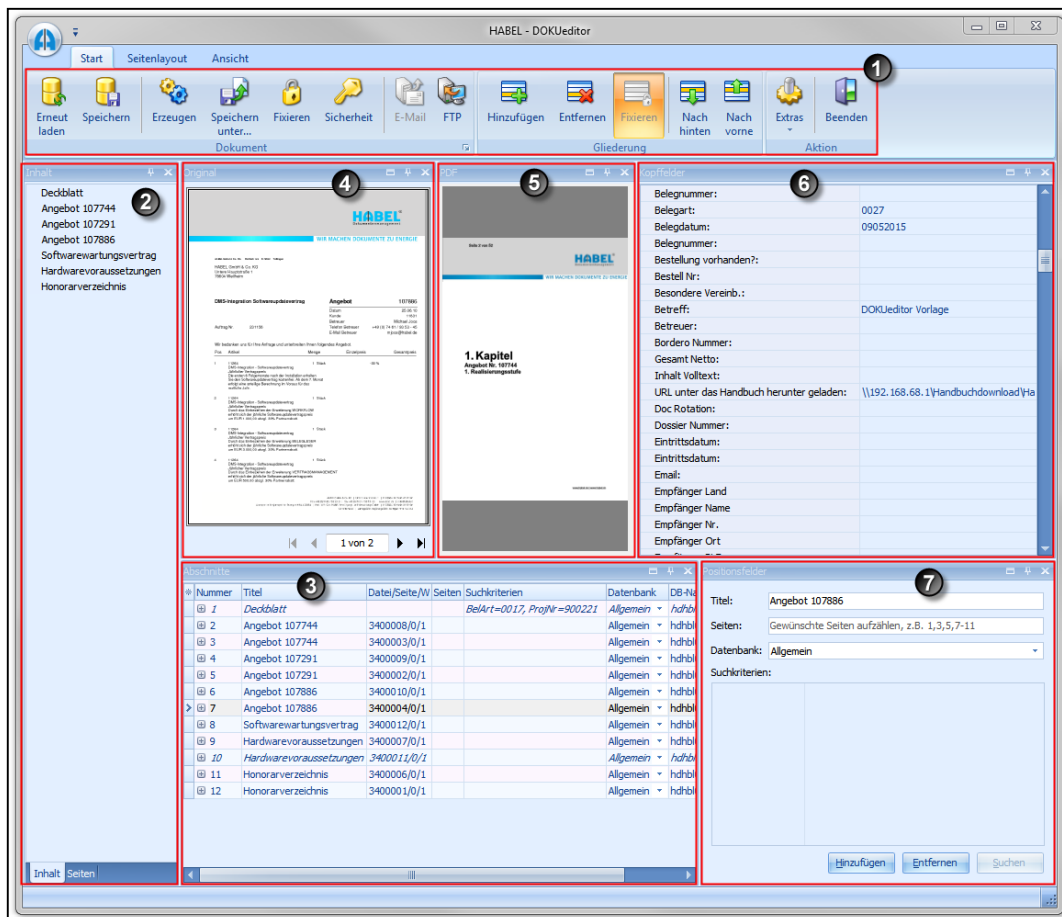 HABEL - DOKUeditor
Start Seitenlayout Ansicht
1
Erneut laden Speichern Erzeugen Speichern unter... Fixieren Sicherheit E-Mail FTP Hinzufügen Entfernen Fixieren Nach hinten Nach vorne Extras Beenden
Dokument Gliederung Aktion
Inhalt
2
Deckblatt
Angebot 107744
Angebot 107291
Angebot 107886
Softwarewartungsvertrag
Hardwarevoraussetzungen
Honorarverzeichnis
Inhalt Seiten
Original
4
HABEL
WIR MACHEN DOKUMENTE ZU ENERGIE
DMS-Integration Softwareupdatevertrag
Angebot 107886
1 von 2
PDF
5
HABEL
WIR MACHEN DOKUMENTE ZU ENERGIE
1. Kapitel
Angebot Nr. 107744
1. Realisierungsstufe
Kopffelder
6
Belegnummer:
Belegart: 0027
Belegdatum: 09052015
Belegnummer:
Bestellung vorhanden?:
Bestell Nr:
Besondere Vereinb.:
Betreff: DOKUeditor Vorlage
Betreuer:
Bordero Nummer:
Gesamt Netto:
Inhalt Volltext:
URL unter das Handbuch herunter geladen: \\192.168.68.1\Handbuchdownload\Ha
Doc Rotation:
Dossier Nummer:
Eintrittsdatum:
Eintrittsdatum:
Email:
Empfänger Land
Empfänger Name
Empfänger Nr.
Empfänger Ort
Abschnitte
3
Nummer Titel Datei/Seite/W Seiten Suchkriterien Datenbank DB-Na
1 Deckblatt BelArt=0017, ProjNr=900221 Allgemein hdhbl
2 Angebot 107744 3400008/0/1 Allgemein hdhbl
3 Angebot 107744 3400003/0/1 Allgemein hdhbl
4 Angebot 107291 3400009/0/1 Allgemein hdhbl
5 Angebot 107291 3400002/0/1 Allgemein hdhbl
6 Angebot 107886 3400010/0/1 Allgemein hdhbl
7 Angebot 107886 3400004/0/1 Allgemein hdhbl
8 Softwarewartungsvertrag 3400012/0/1 Allgemein hdhbl
9 Hardwarevoraussetzungen 3400007/0/1 Allgemein hdhbl
10 Hardwarevoraussetzungen 3400011/0/1 Allgemein hdhbl
11 Honorarverzeichnis 3400006/0/1 Allgemein hdhbl
12 Honorarverzeichnis 3400001/0/1 Allgemein hdhbl
Positionsfelder
7
Titel: Angebot 107886
Seiten: Gewünschte Seiten aufzählen, z.B. 1,3,5,7-11
Datenbank: Allgemein
Suchkriterien:
Hinzufügen Entfernen Suchen